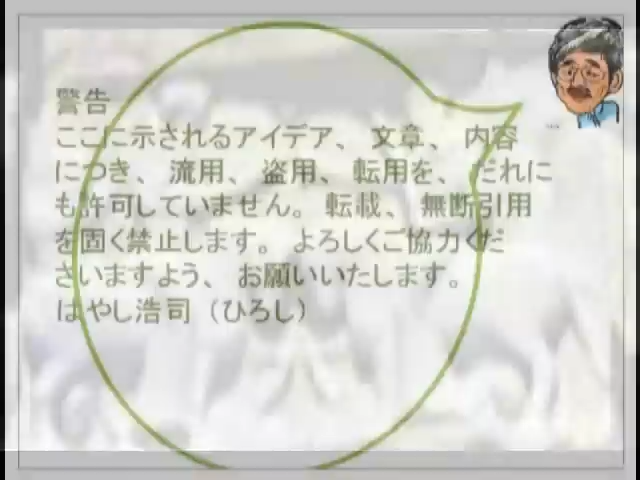 警告
ここに示されるアイデア、 文章、 内容
につき、 流用、 盗用、 転用を、 だれに
も許可していません。 転載、 無断引用
を固く禁止します。 よろしくご協力くだ
さいますよう、 お願いいたします。
はやし浩司 （ひろし）